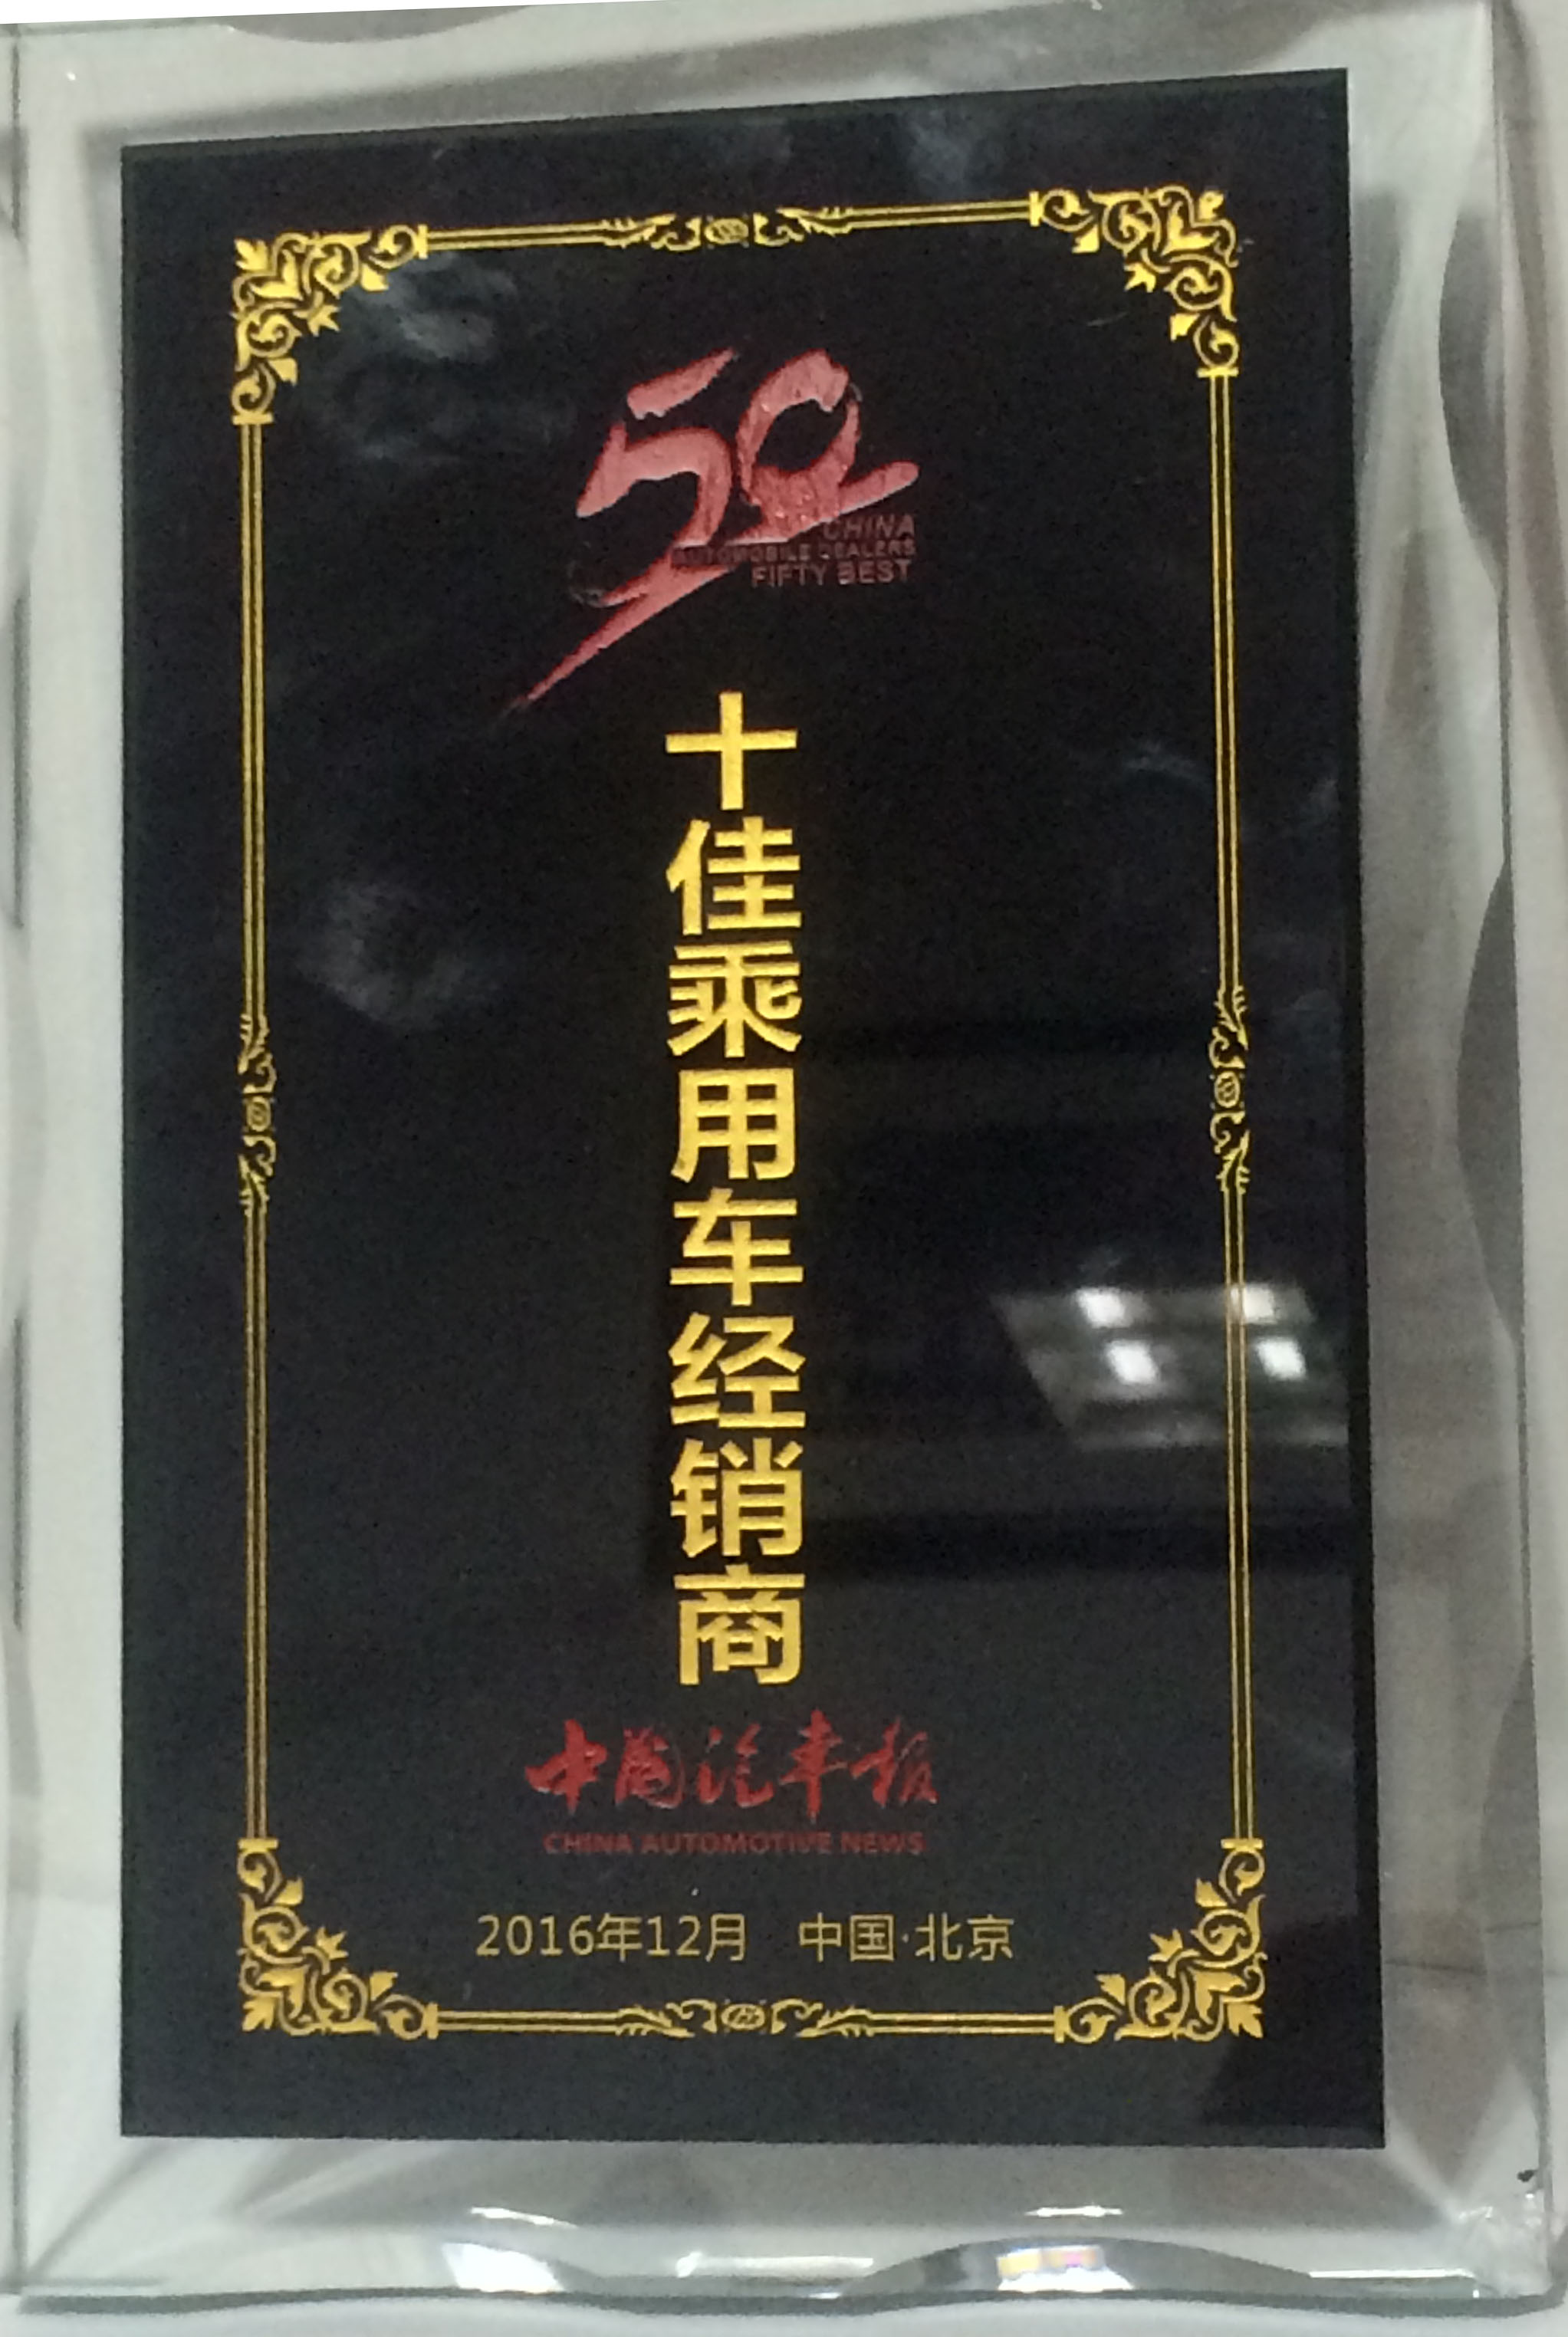 50
CHINA
AUTOMOBILE DEALERS
FIFTY BEST
十佳乘用车经销商
中国汽车报
CHINA AUTOMOTIVE NEWS
2016年12月 中国·北京